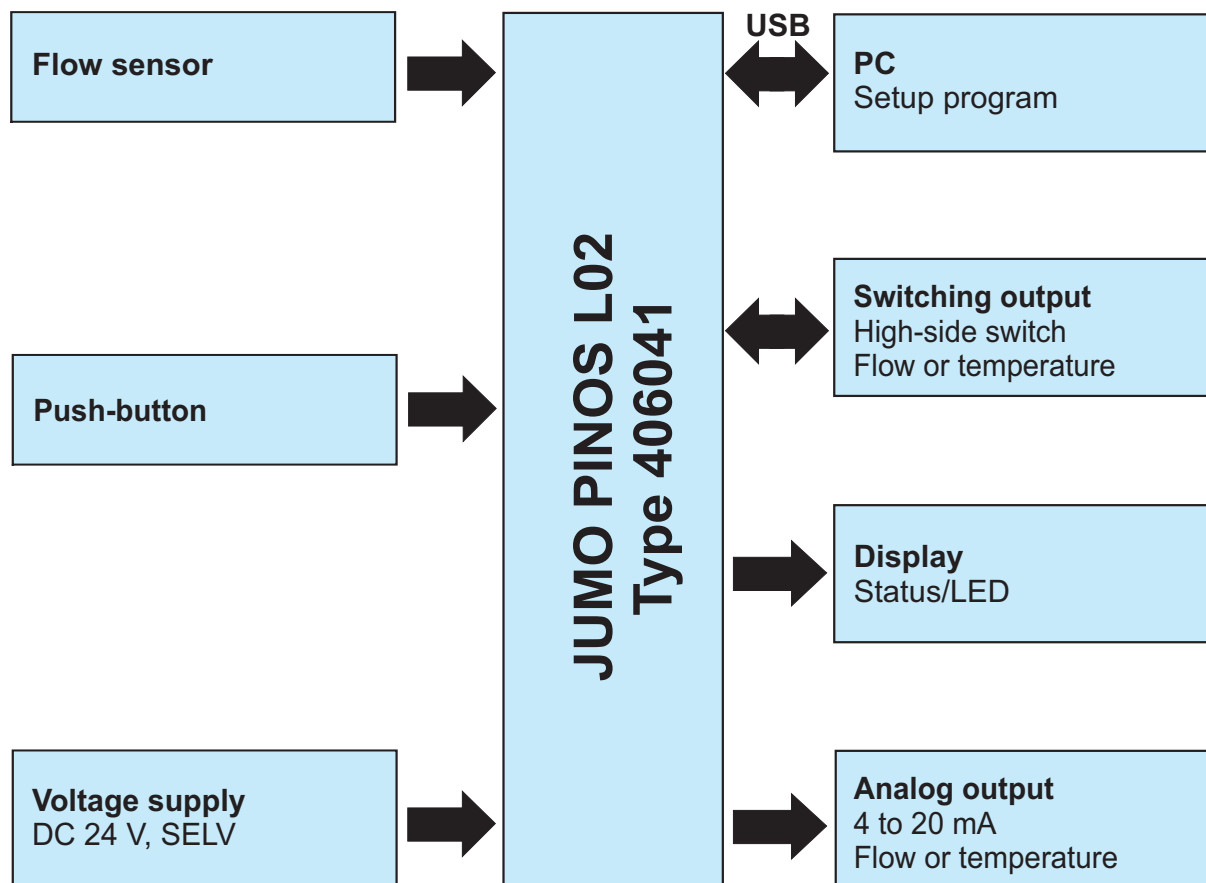 Flow sensor
Push-button
Voltage supply
DC 24 V, SELV
JUMO PINOS L02
Type 406041
USB
PC
Setup program
Switching output
High-side switch
Flow or temperature
Display
Status/LED
Analog output
4 to 20 mA
Flow or temperature